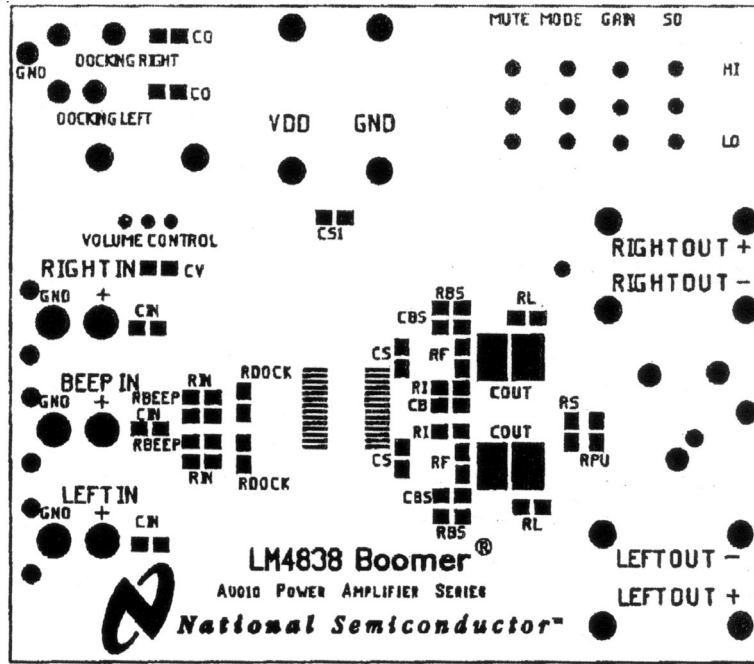 MUTE MODE GAIN SD
CO
GND
DOCKING RIGHT
HI
CO
DOCKING LEFT
VDD GND
LO
CS1
VOLUME CONTROL
RIGHT IN
CV
RIGHTOUT +
RIGHTOUT -
GND +
CIN
RBS
RL
CBS
CS
RF
BEEP IN
RDOCK
RIN
RBEEP
RI
COUT
GND +
CIN
CB
RS
RBEEP
RI
COUT
CS
RF
RPU
RIN
RDOCK
LEFT IN
CBS
GND +
CIN
RBS
RL
LM4838 Boomer®
LEFTOUT -
AUDIO POWER AMPLIFIER SERIES
LEFTOUT +
National Semiconductor™